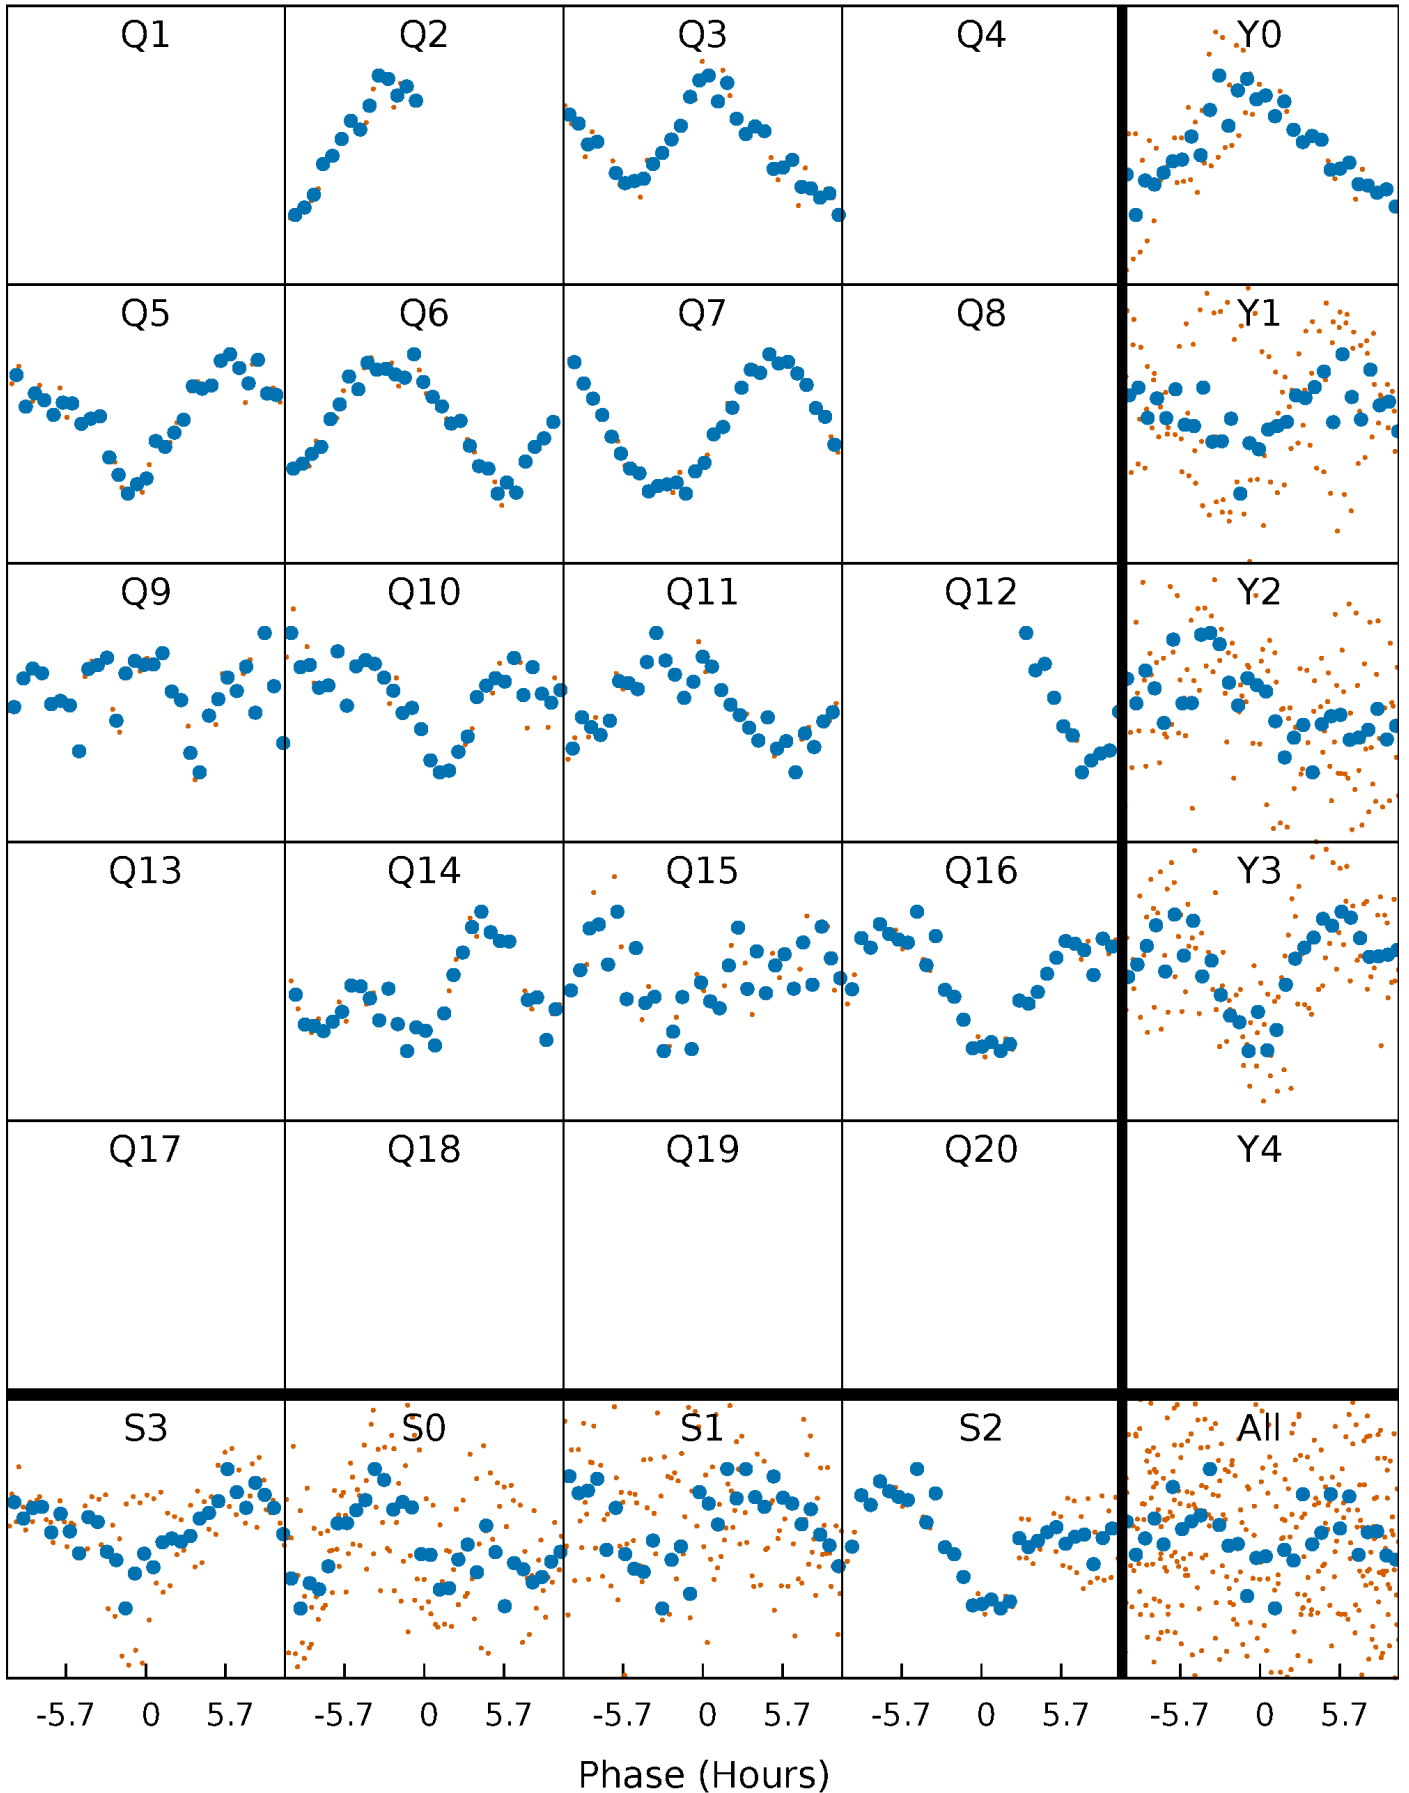 Q1 Q2 Q3 Q4 Y0
Q5 Q6 Q7 Q8 Y1
Q9 Q10 Q11 Q12 Y2
Q13 Q14 Q15 Q16 Y3
Q17 Q18 Q19 Q20 Y4
S3 S0 S1 S2 All
-5.7 0 5.7 -5.7 0 5.7 -5.7 0 5.7 -5.7 0 5.7 -5.7 0 5.7
Phase (Hours)